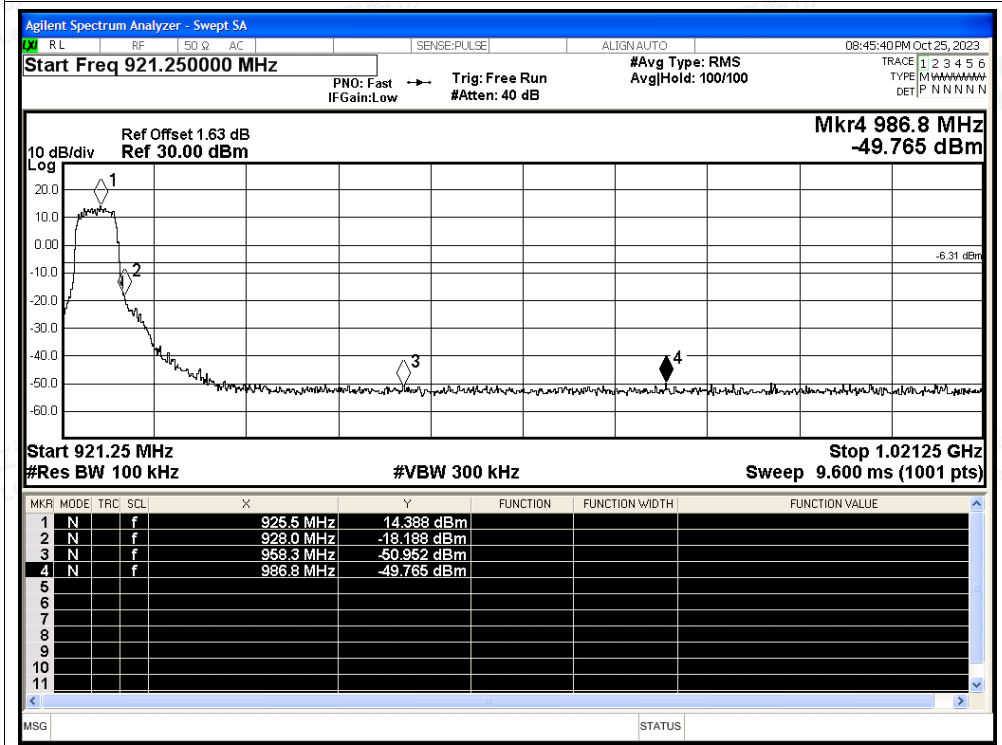 Agilent Spectrum Analyzer - Swept SA
LXI RL RF 50 Ω AC SENSE:PULSE ALIGN AUTO 08:45:40 PM Oct 25, 2023
Start Freq 921.250000 MHz
PNO: Fast
IFGain:Low
Trig: Free Run
#Atten: 40 dB
#Avg Type: RMS
Avg|Hold: 100/100
TRACE 1 2 3 4 5 6
TYPE M
DET P N N N N N
Mkr4 986.8 MHz
-49.765 dBm
Ref Offset 1.63 dB
10 dB/div Ref 30.00 dBm
Log
20.0
10.0
0.00
-10.0
-20.0
-30.0
-40.0
-50.0
-60.0
1
2
3
4
-6.31 dBm
Start 921.25 MHz Stop 1.02125 GHz
#Res BW 100 kHz #VBW 300 kHz Sweep 9.600 ms (1001 pts)
MKR MODE TRC SCL X Y FUNCTION FUNCTION WIDTH FUNCTION VALUE
1 N f 925.5 MHz 14.388 dBm
2 N f 928.0 MHz -18.188 dBm
3 N f 958.3 MHz -50.952 dBm
4 N f 986.8 MHz -49.765 dBm
5
6
7
8
9
10
11
MSG STATUS